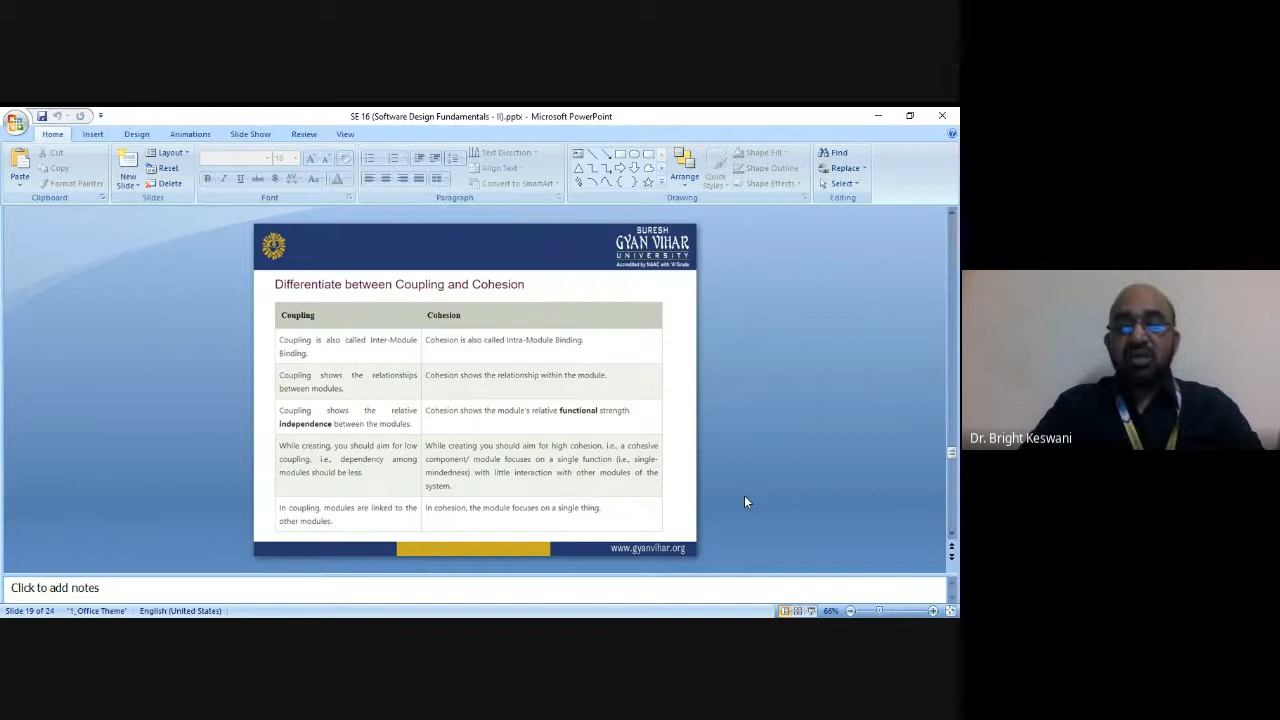 SE 16 (Software Design Fundamentals - II).pptx - Microsoft PowerPoint
Home Insert Design Animations Slide Show Review View
Paste
Cut
Copy
Format Painter
Clipboard
New
Slide
Layout
Reset
Delete
Slides
18
B I U abc S AV Aa A
Font
Text Direction
Align Text
Convert to SmartArt
Paragraph
Arrange
Quick
Styles
Shape Fill
Shape Outline
Shape Effects
Drawing
Find
Replace
Select
Editing
SURESH
GYAN VIHAR
UNIVERSITY
Accredited by NAAC with 'A' Grade
Differentiate between Coupling and Cohesion
Coupling Cohesion
Coupling is also called Inter-Module
Binding.
Cohesion is also called Intra-Module Binding.
Coupling shows the relationships
between modules.
Cohesion shows the relationship within the module.
Coupling shows the relative
independence between the modules.
Cohesion shows the module's relative functional strength.
While creating, you should aim for low
coupling, i.e., dependency among
modules should be less.
While creating you should aim for high cohesion. i.e., a cohesive
component/ module focuses on a single function (i.e., single-
mindedness) with little interaction with other modules of the
system.
In coupling, modules are linked to the
other modules.
In cohesion, the module focuses on a single thing.
www.gyanvihar.org
Click to add notes
Slide 19 of 24 "1_Office Theme" English (United States) 66%
Dr. Bright Keswani